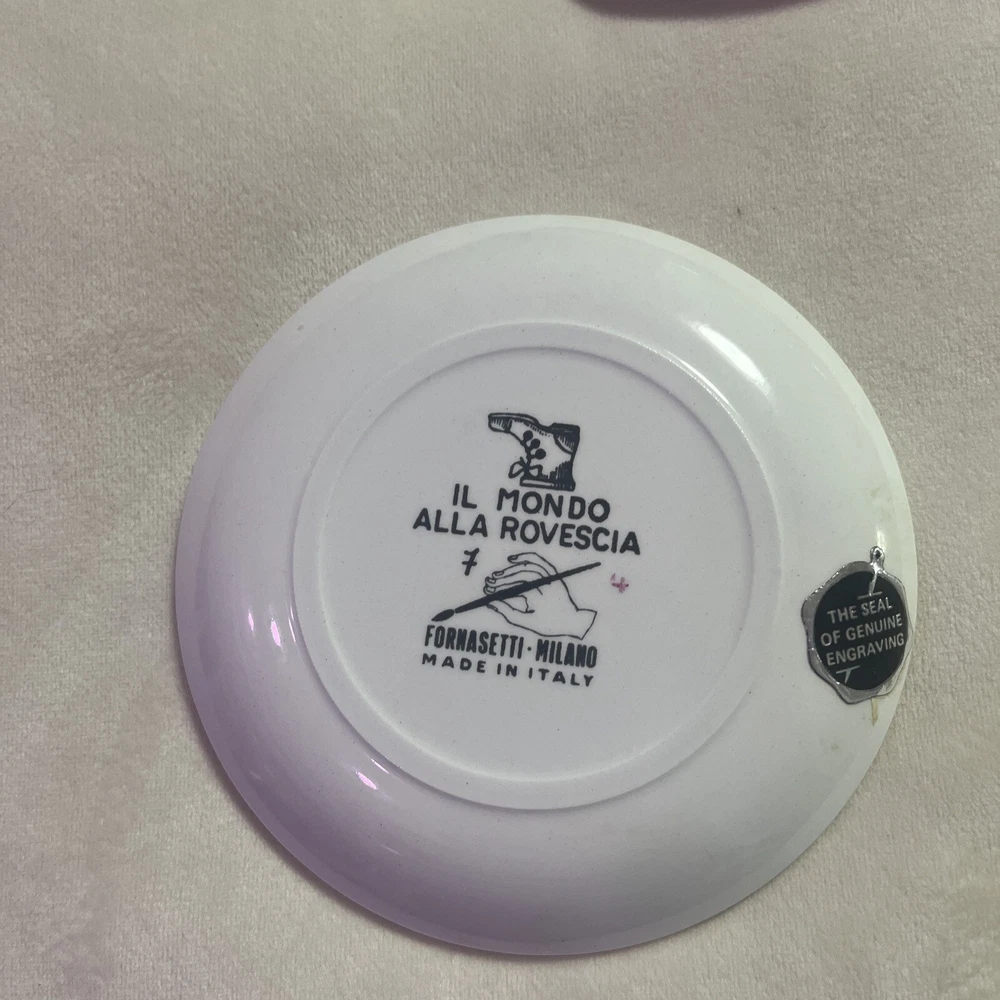 IL MONDO
ALLA ROVESCIA
7
4
FORNASETTI · MILANO
MADE IN ITALY
THE SEAL
OF GENUINE
ENGRAVING